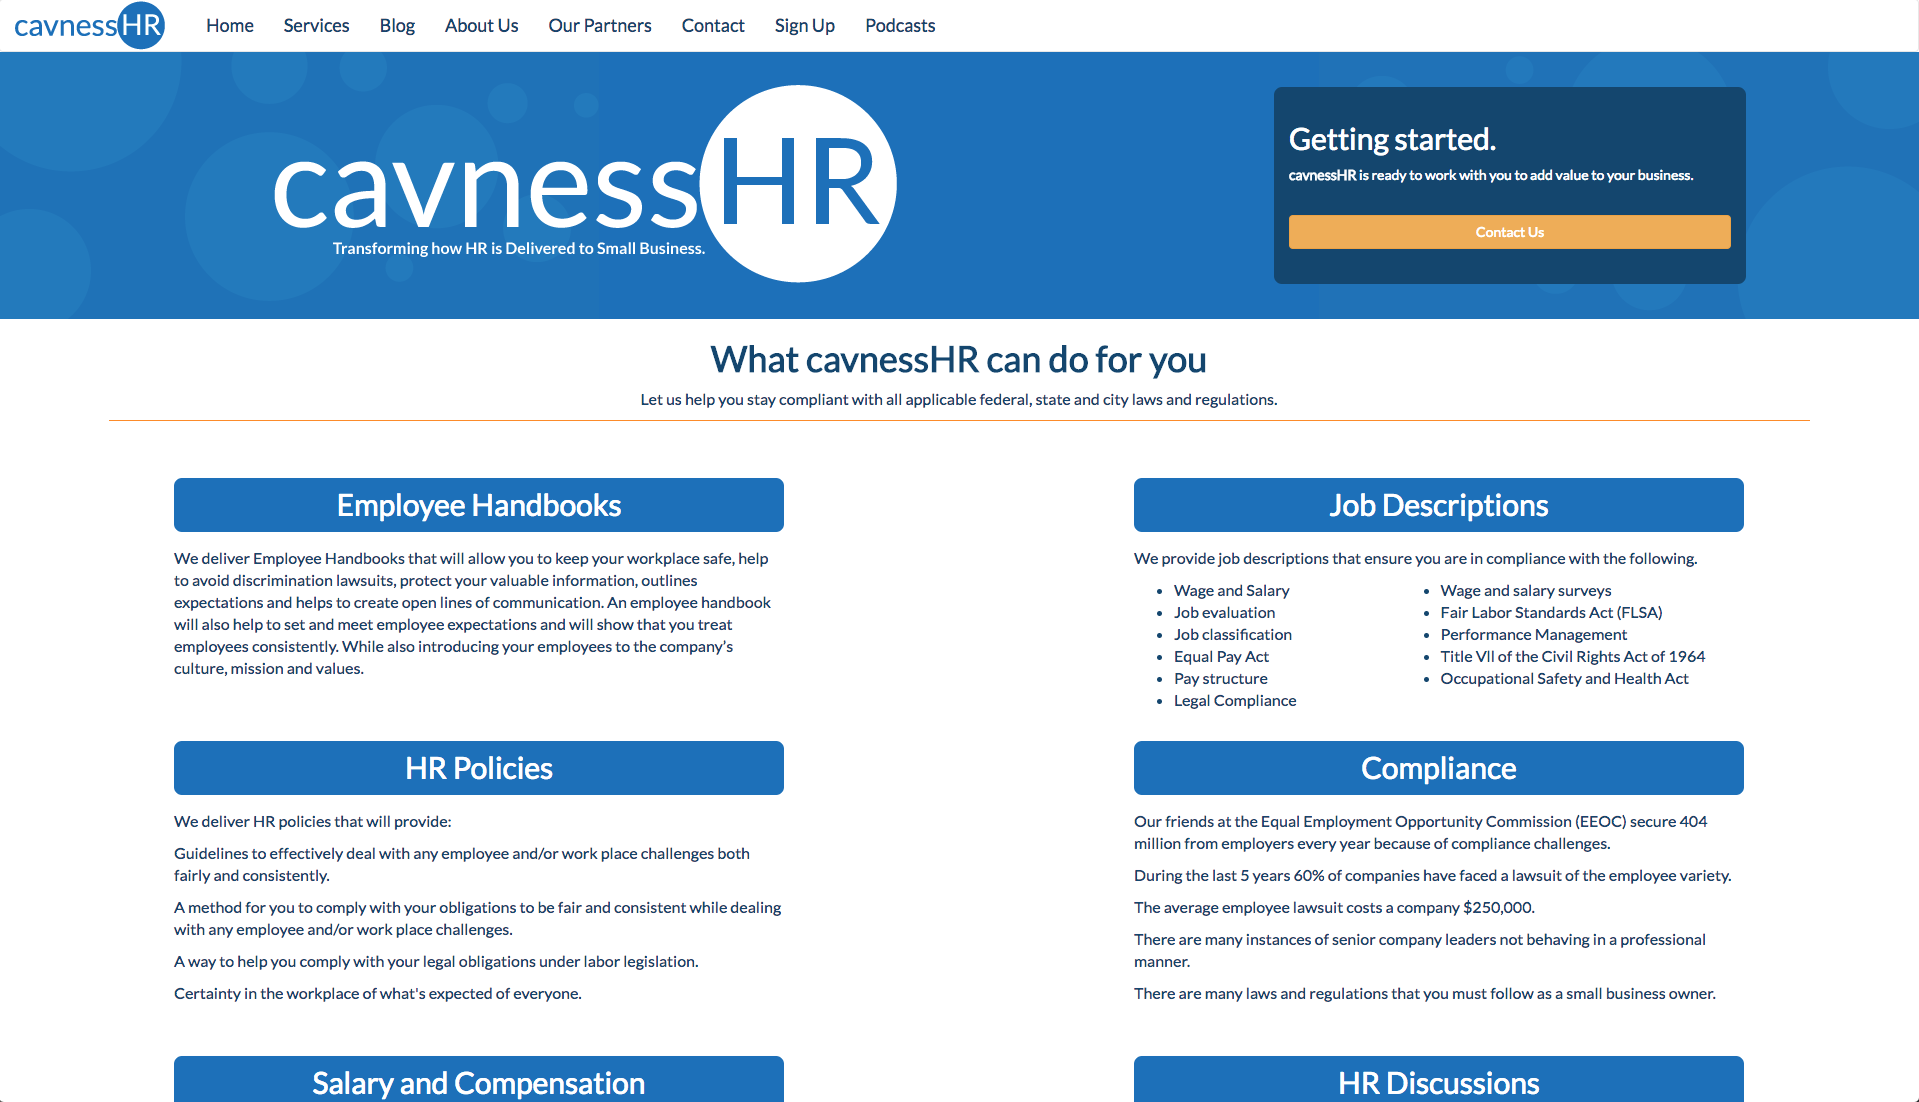 cavnessHR
Home Services Blog About Us Our Partners Contact Sign Up Podcasts
cavnessHR
Transforming how HR is Delivered to Small Business.
Getting started.
cavnessHR is ready to work with you to add value to your business.
Contact Us
What cavnessHR can do for you
Let us help you stay compliant with all applicable federal, state and city laws and regulations.
Employee Handbooks
We deliver Employee Handbooks that will allow you to keep your workplace safe, help
to avoid discrimination lawsuits, protect your valuable information, outlines
expectations and helps to create open lines of communication. An employee handbook
will also help to set and meet employee expectations and will show that you treat
employees consistently. While also introducing your employees to the company’s
culture, mission and values.
Job Descriptions
We provide job descriptions that ensure you are in compliance with the following.
• Wage and Salary
• Job evaluation
• Job classification
• Equal Pay Act
• Pay structure
• Legal Compliance
• Wage and salary surveys
• Fair Labor Standards Act (FLSA)
• Performance Management
• Title Vll of the Civil Rights Act of 1964
• Occupational Safety and Health Act
HR Policies
We deliver HR policies that will provide:
Guidelines to effectively deal with any employee and/or work place challenges both
fairly and consistently.
A method for you to comply with your obligations to be fair and consistent while dealing
with any employee and/or work place challenges.
A way to help you comply with your legal obligations under labor legislation.
Certainty in the workplace of what's expected of everyone.
Compliance
Our friends at the Equal Employment Opportunity Commission (EEOC) secure 404
million from employers every year because of compliance challenges.
During the last 5 years 60% of companies have faced a lawsuit of the employee variety.
The average employee lawsuit costs a company $250,000.
There are many instances of senior company leaders not behaving in a professional
manner.
There are many laws and regulations that you must follow as a small business owner.
Salary and Compensation
HR Discussions